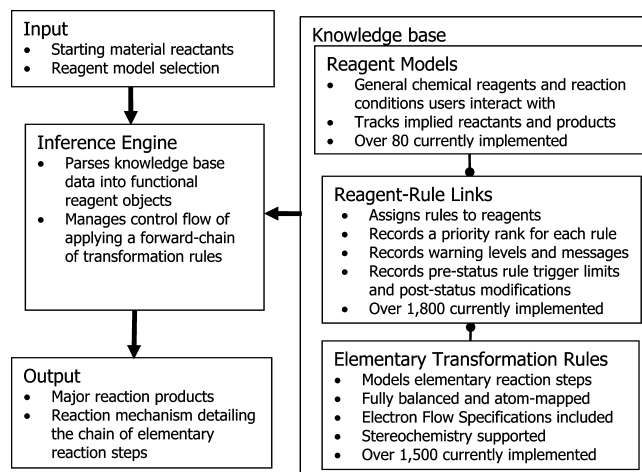 Input
• Starting material reactants
• Reagent model selection
Inference Engine
• Parses knowledge base
data into functional
reagent objects
• Manages control flow of
applying a forward-chain
of transformation rules
Output
• Major reaction products
• Reaction mechanism detailing
the chain of elementary
reaction steps
Knowledge base
Reagent Models
• General chemical reagents and reaction
conditions users interact with
• Tracks implied reactants and products
• Over 80 currently implemented
Reagent-Rule Links
• Assigns rules to reagents
• Records a priority rank for each rule
• Records warning levels and messages
• Records pre-status rule trigger limits
and post-status modifications
• Over 1,800 currently implemented
Elementary Transformation Rules
• Models elementary reaction steps
• Fully balanced and atom-mapped
• Electron Flow Specifications included
• Stereochemistry supported
• Over 1,500 currently implemented